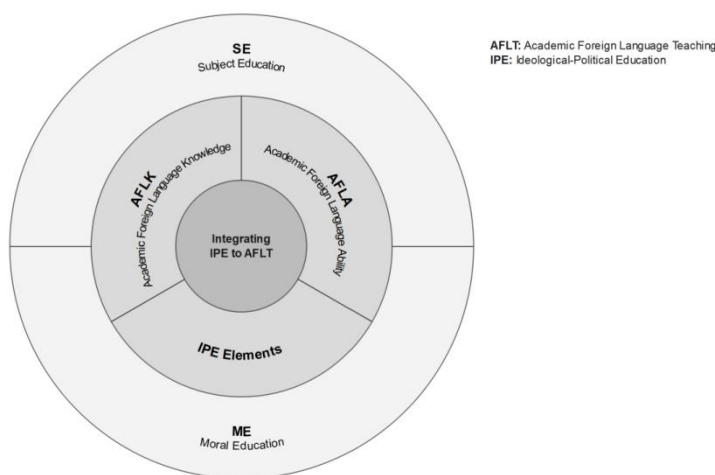 SE
Subject Education
AFLT: Academic Foreign Language Teaching
IPE: Ideological-Political Education
AFLK
Academic Foreign Language Knowledge
AFLA
Academic Foreign Language Ability
Integrating
IPE to AFLT
IPE Elements
ME
Moral Education